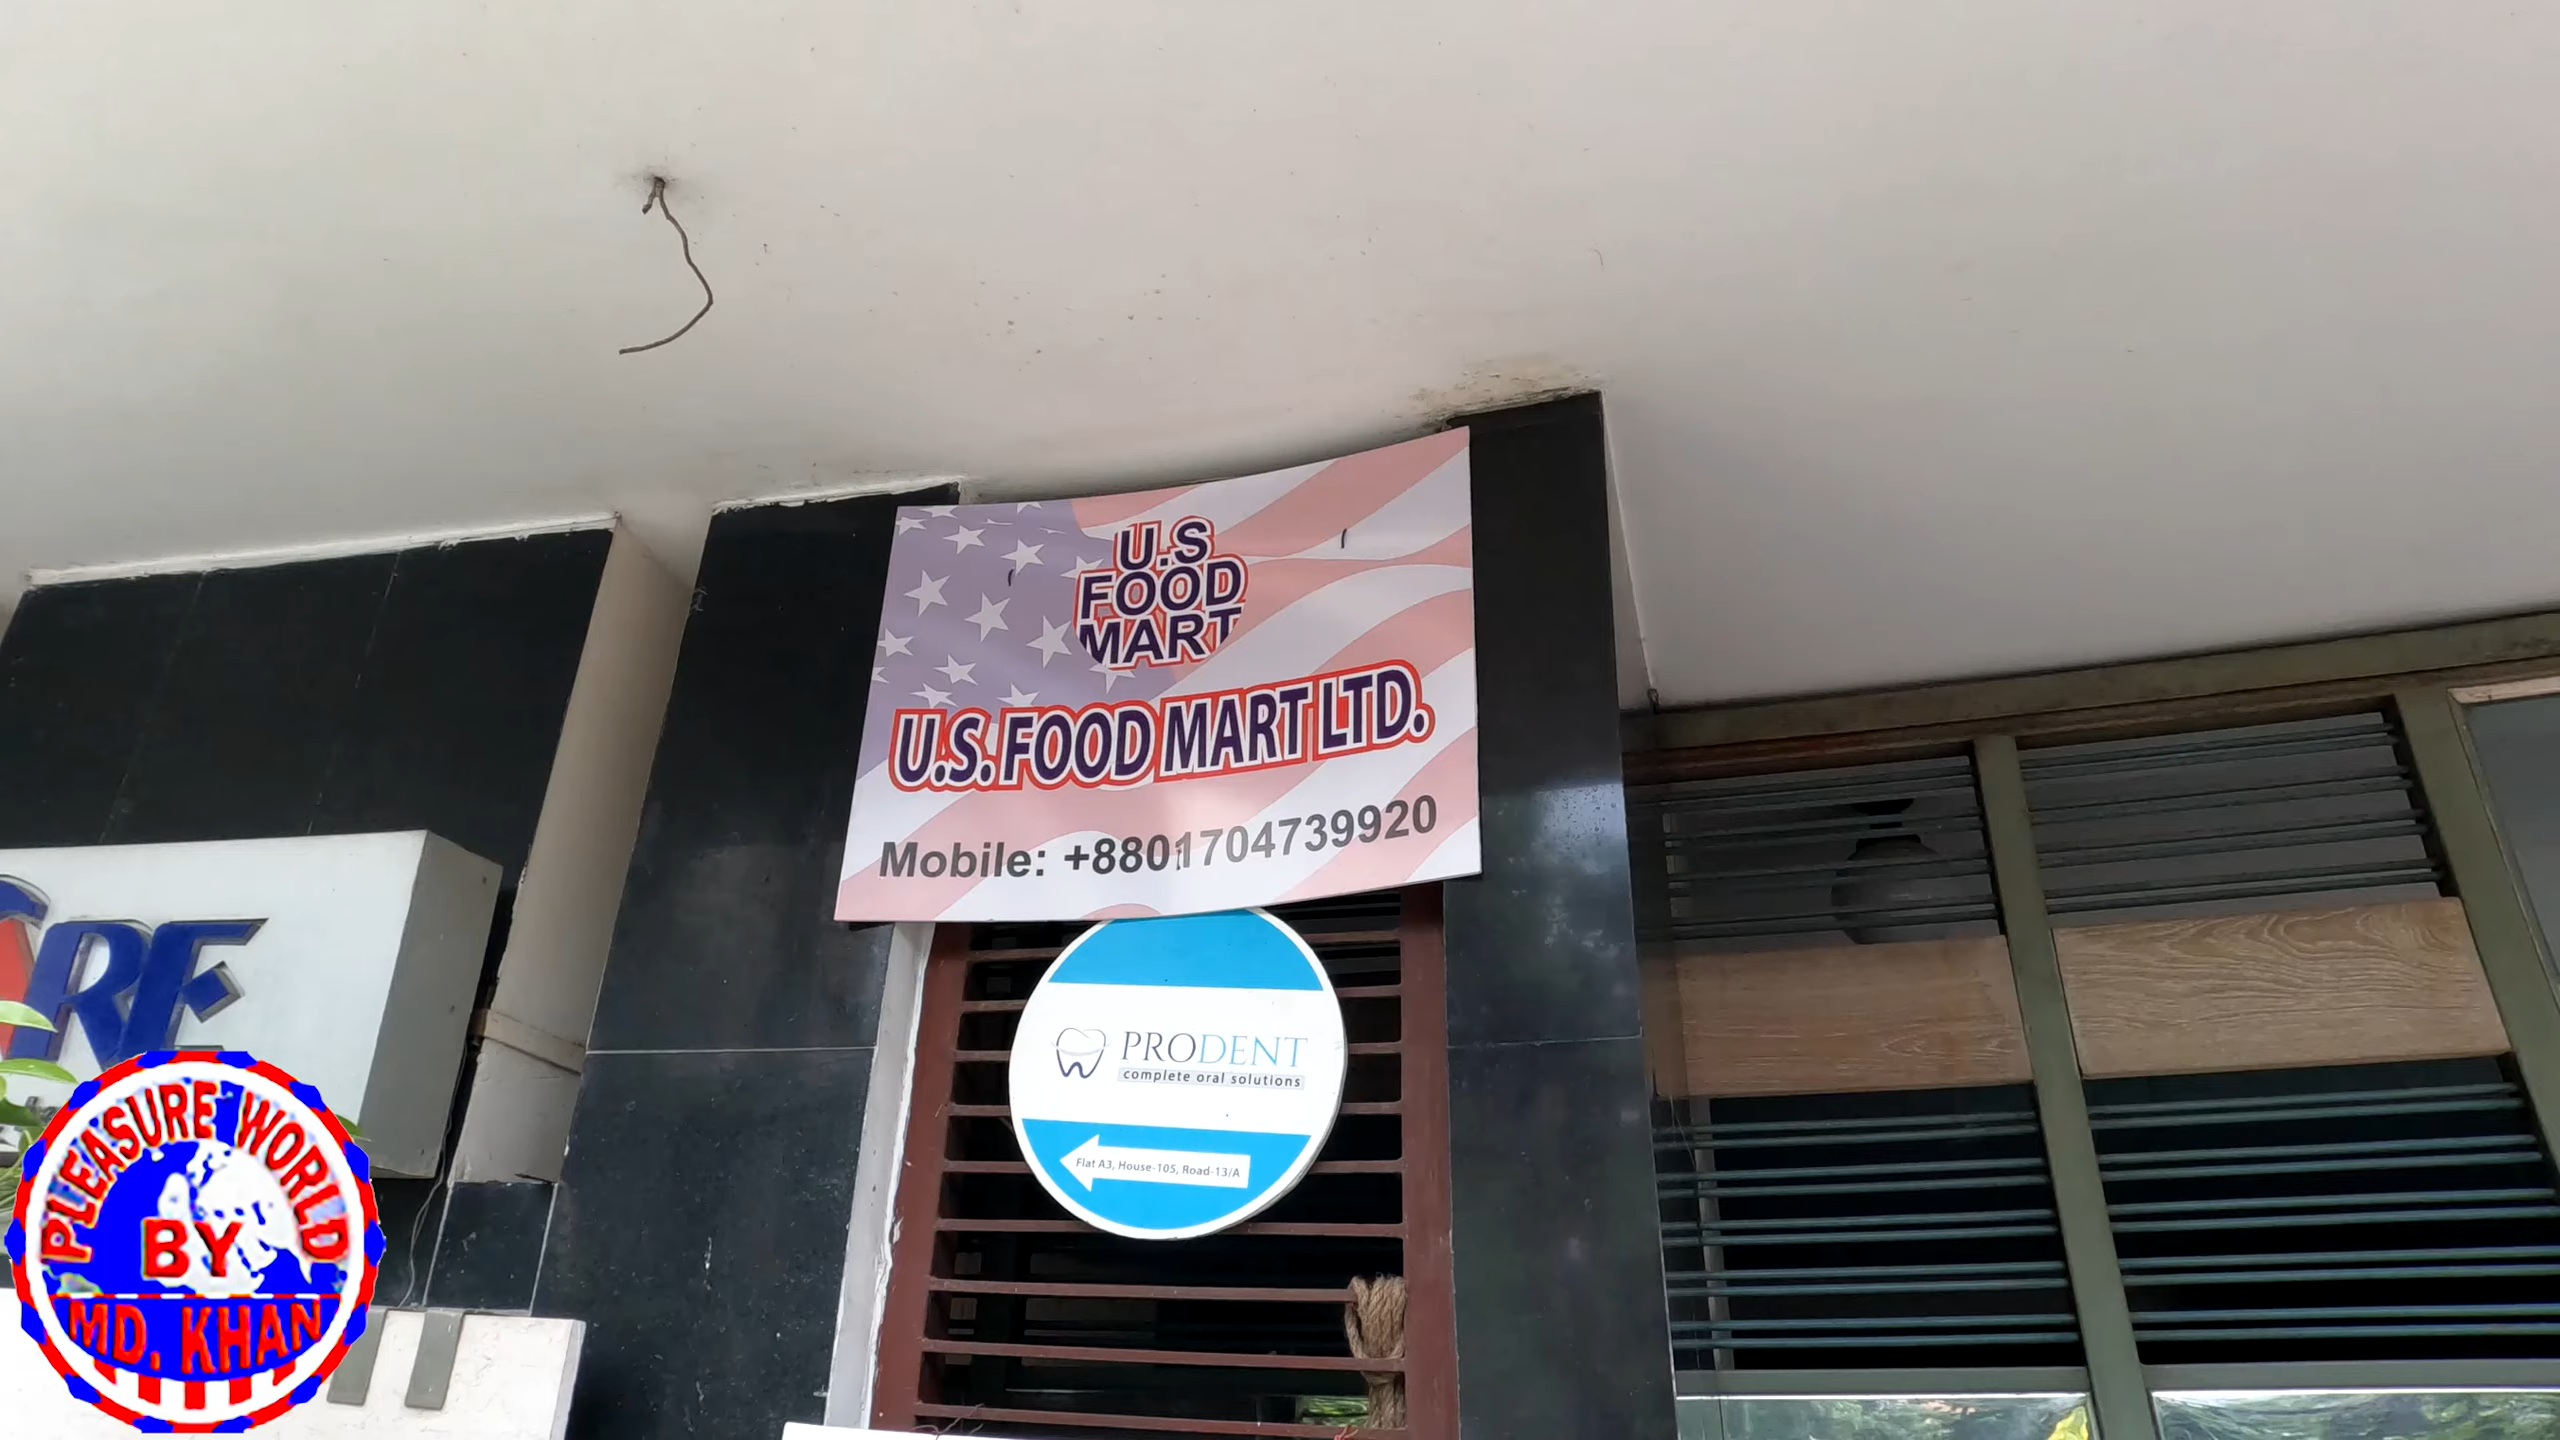 U.S
FOOD
MART
U.S. FOOD MART LTD.
Mobile: +8801704739920
PRODENT
complete oral solutions
Flat A3, House-105, Road-13/A
RE
PLEASURE WORLD
BY
MD. KHAN